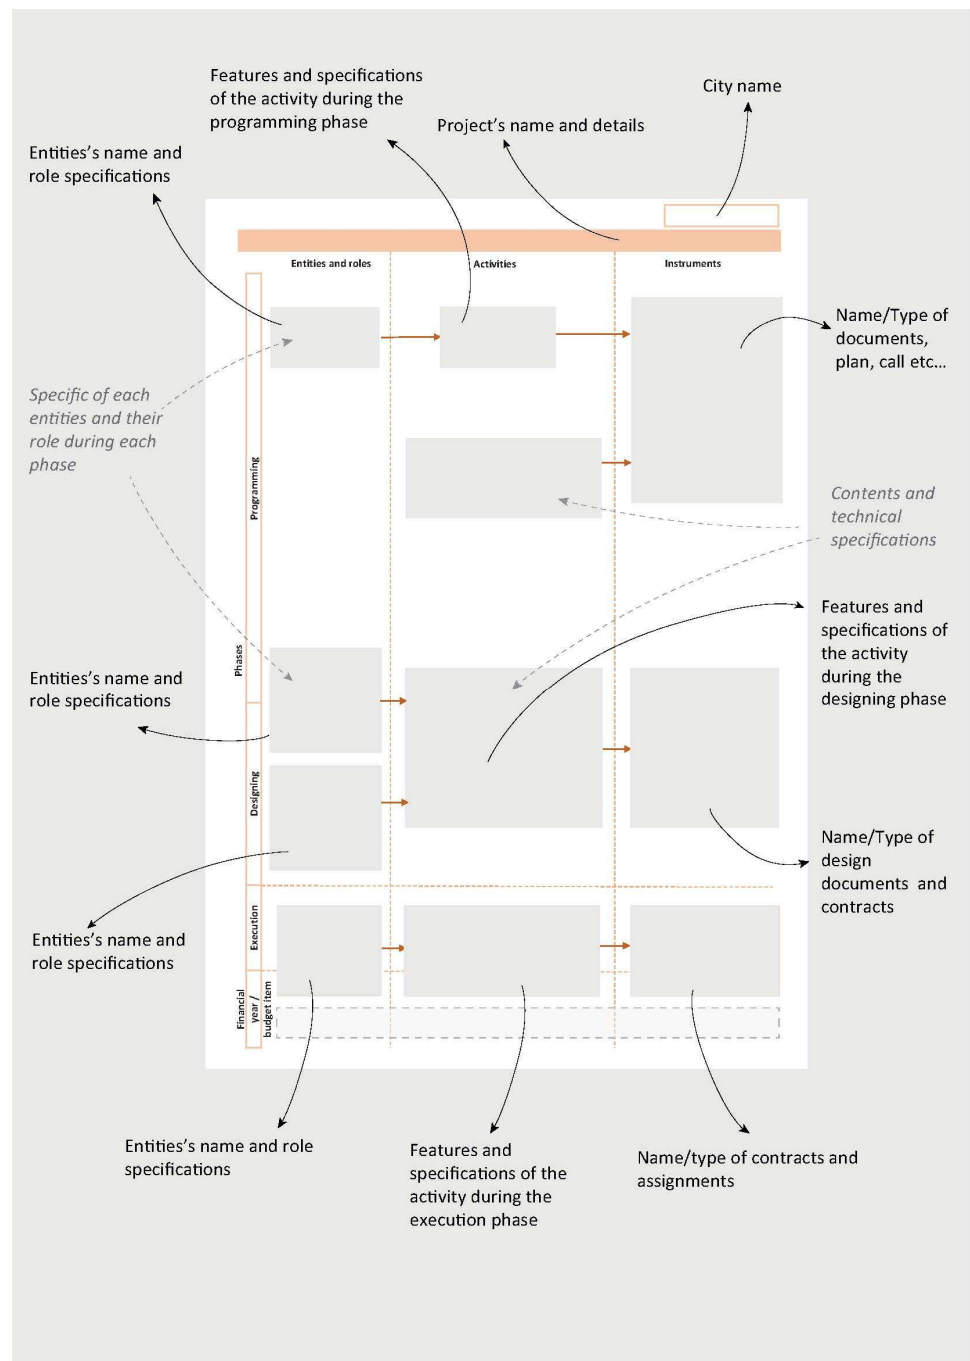 Features and specifications
of the activity during the
programming phase
City name
Project's name and details
Entities's name and
role specifications
Entities and roles
Activities
Instruments
Name/Type of
documents,
plan, call etc...
Specific of each
entities and their
role during each
phase
Programming
Contents and
technical
specifications
Features and
specifications of
the activity
during the
designing phase
Phases
Entities's name and
role specifications
Designing
Name/Type of
design
documents and
contracts
Execution
Entities's name and
role specifications
Financial
year /
budget item
Entities's name and role
specifications
Features and
specifications of the
activity during the
execution phase
Name/type of contracts and
assignments